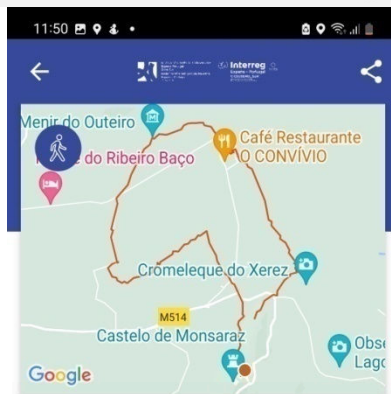 11:50
Interreg
Menir do Outeiro
Café Restaurante
O CONVÍVIO
do Ribeiro Baço
Cromeleque do Xerez
M514
Castelo de Monsaraz
Obse
Lago
Google